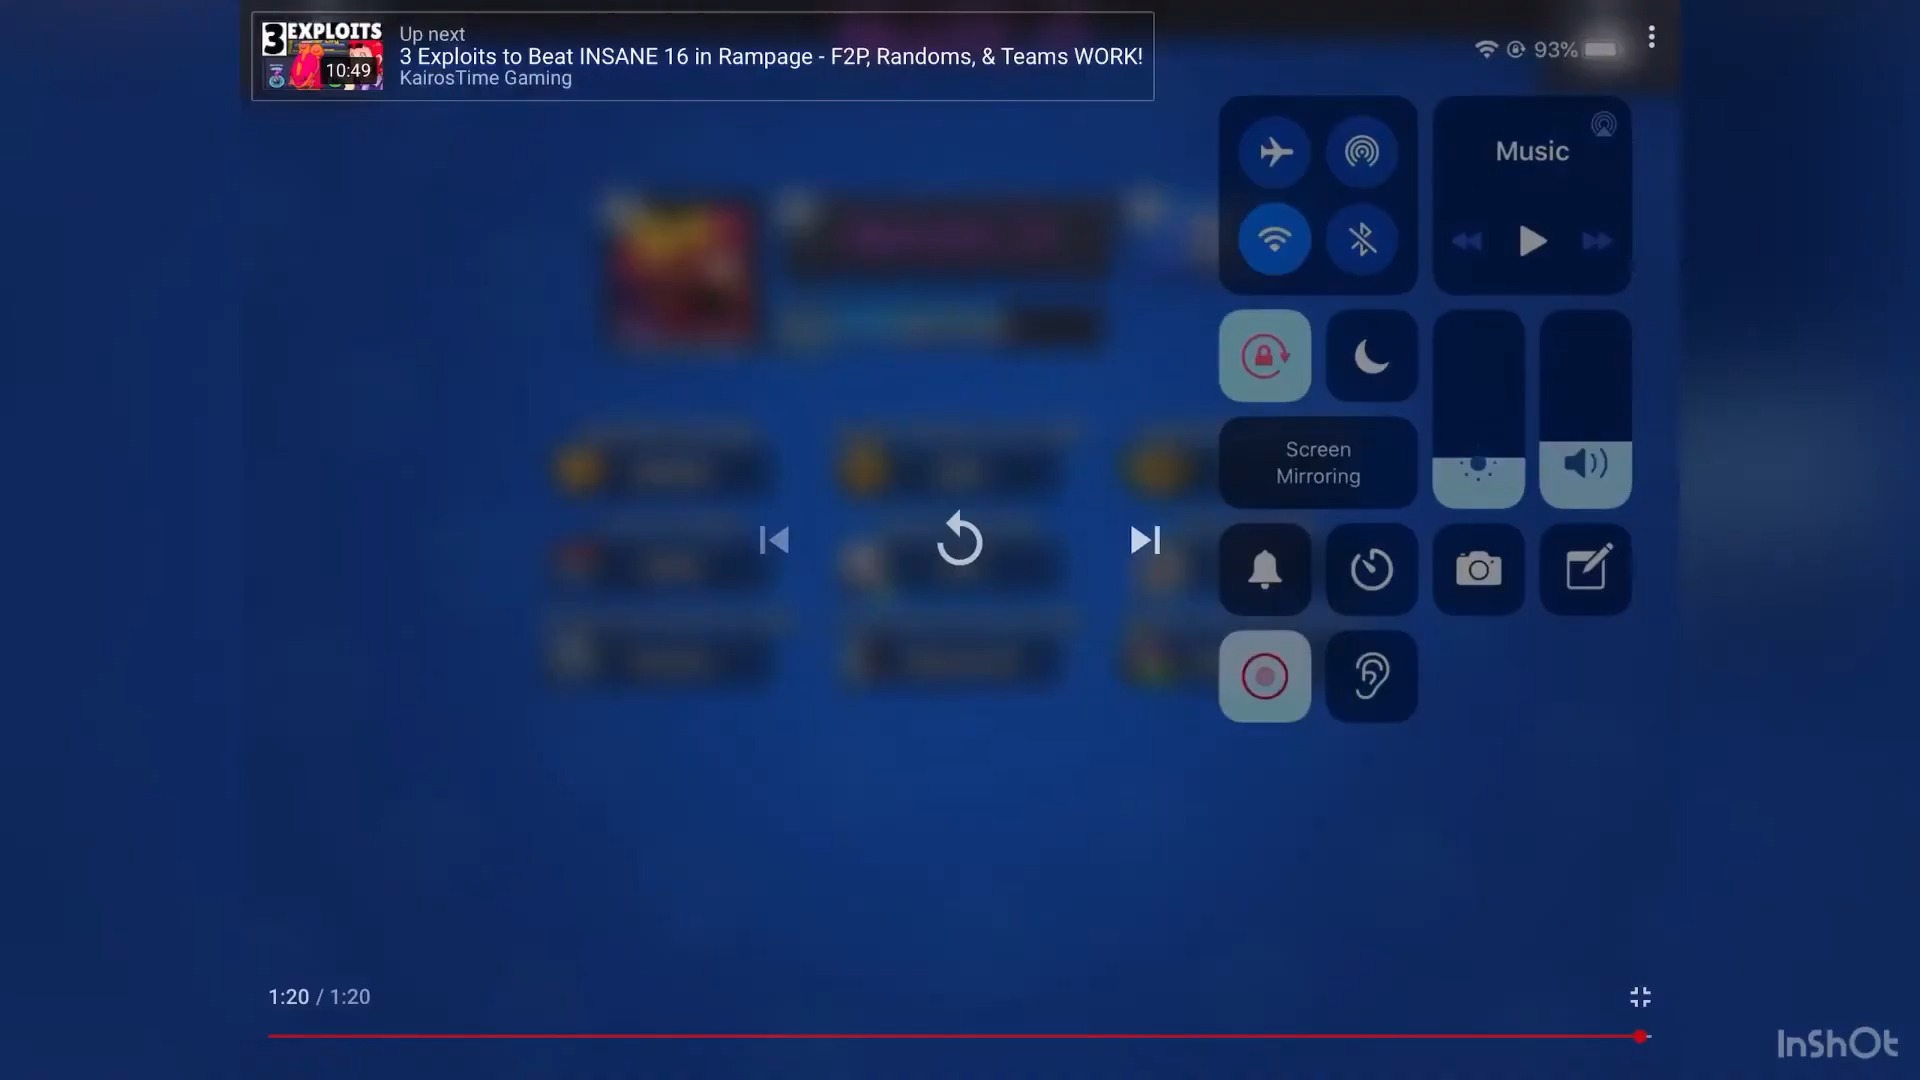 3 EXPLOITS
10:49
Up next
3 Exploits to Beat INSANE 16 in Rampage - F2P, Randoms, & Teams WORK!
KairosTime Gaming
93%
Music
Screen
Mirroring
1:20 / 1:20
InShOt